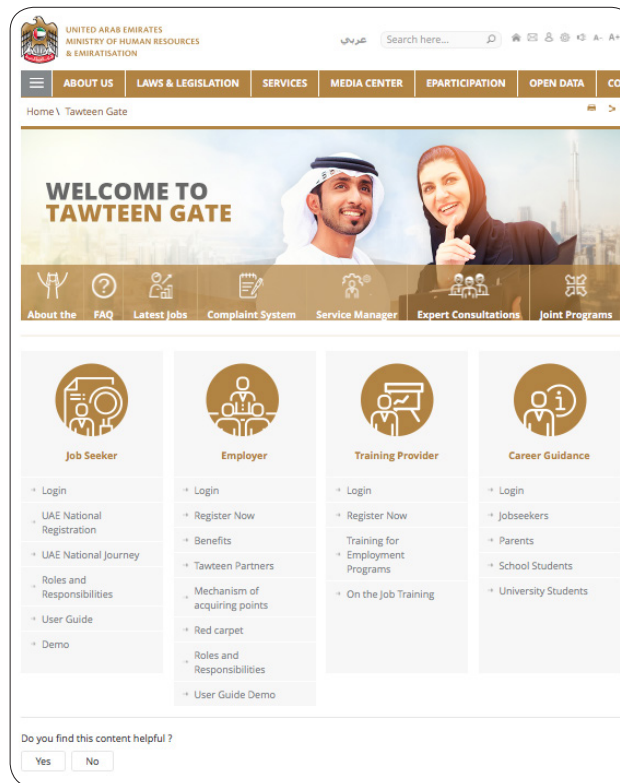 UNITED ARAB EMIRATES
MINISTRY OF HUMAN RESOURCES
& EMIRATISATION
عربي
Search here...
A- A+
ABOUT US LAWS & LEGISLATION SERVICES MEDIA CENTER EPARTICIPATION OPEN DATA CO
Home \ Tawteen Gate
WELCOME TO
TAWTEEN GATE
About the FAQ Latest Jobs Complaint System Service Manager Expert Consultations Joint Programs
Job Seeker
Login
UAE National
Registration
UAE National Journey
Roles and
Responsibilities
User Guide
Demo
Employer
Login
Register Now
Benefits
Tawteen Partners
Mechanism of
acquiring points
Red carpet
Roles and
Responsibilities
User Guide Demo
Training Provider
Login
Register Now
Training for
Employment
Programs
On the Job Training
Career Guidance
Login
Jobseekers
Parents
School Students
University Students
Do you find this content helpful ?
Yes No